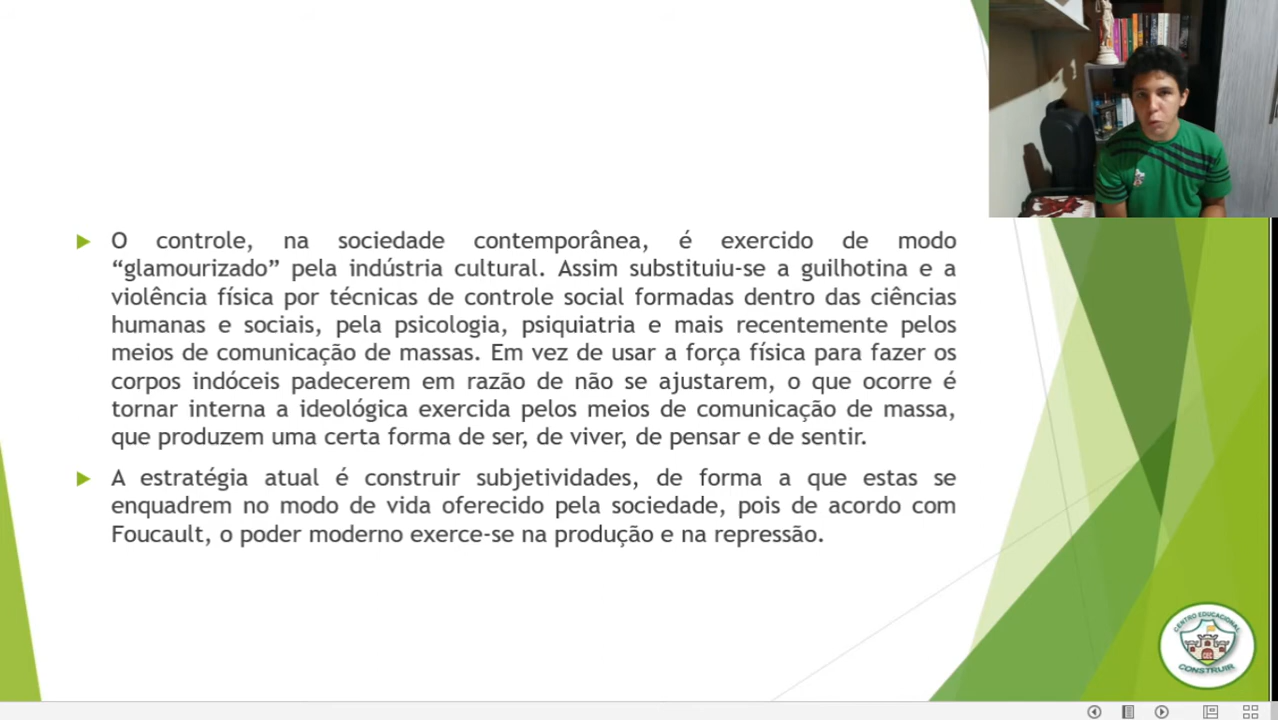 O controle, na sociedade contemporânea, é exercido de modo
“glamourizado” pela indústria cultural. Assim substituiu-se a guilhotina e a
violência física por técnicas de controle social formadas dentro das ciências
humanas e sociais, pela psicologia, psiquiatria e mais recentemente pelos
meios de comunicação de massas. Em vez de usar a força física para fazer os
corpos indóceis padecerem em razão de não se ajustarem, o que ocorre é
tornar interna a ideológica exercida pelos meios de comunicação de massa,
que produzem uma certa forma de ser, de viver, de pensar e de sentir.
A estratégia atual é construir subjetividades, de forma a que estas se
enquadrem no modo de vida oferecido pela sociedade, pois de acordo com
Foucault, o poder moderno exerce-se na produção e na repressão.
CENTRO EDUCACIONAL
CEC
CONSTRUIR